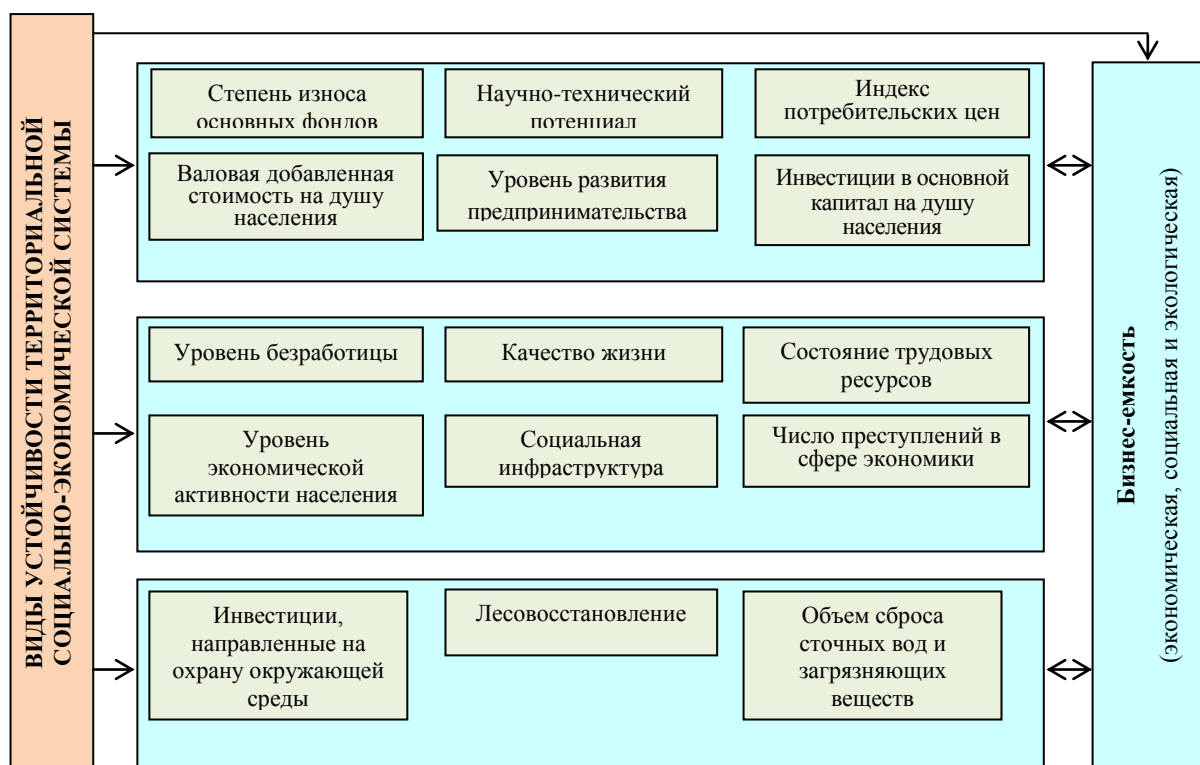 ВИДЫ УСТОЙЧИВОСТИ ТЕРРИТОРИАЛЬНОЙ
СОЦИАЛЬНО-ЭКОНОМИЧЕСКОЙ СИСТЕМЫ
Степень износа
основных фондов
Научно-технический
потенциал
Индекс
потребительских цен
Валовая добавленная
стоимость на душу
населения
Уровень развития
предпринимательства
Инвестиции в основной
капитал на душу
населения
Уровень безработицы
Качество жизни
Состояние трудовых
ресурсов
Уровень
экономической
активности населения
Социальная
инфраструктура
Число преступлений в
сфере экономики
Инвестиции,
направленные на
охрану окружающей
среды
Лесовосстановление
Объем сброса
сточных вод и
загрязняющих
веществ
Бизнес-емкость
(экономическая, социальная и экологическая)